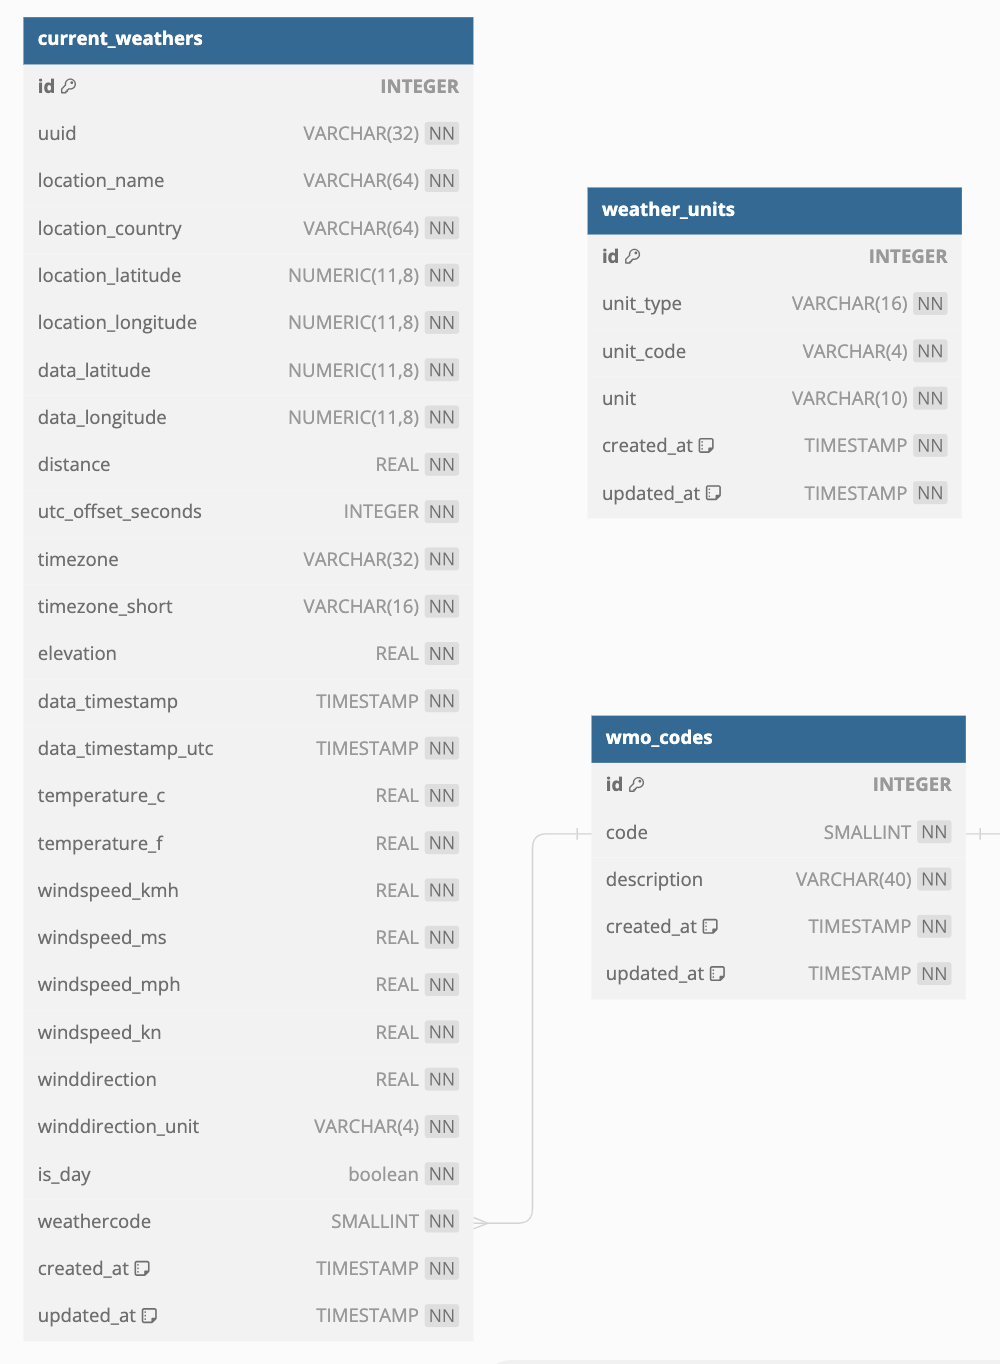 current_weathers
id INTEGER
uuid VARCHAR(32) NN
location_name VARCHAR(64) NN
location_country VARCHAR(64) NN
location_latitude NUMERIC(11,8) NN
location_longitude NUMERIC(11,8) NN
data_latitude NUMERIC(11,8) NN
data_longitude NUMERIC(11,8) NN
distance REAL NN
utc_offset_seconds INTEGER NN
timezone VARCHAR(32) NN
timezone_short VARCHAR(16) NN
elevation REAL NN
data_timestamp TIMESTAMP NN
data_timestamp_utc TIMESTAMP NN
temperature_c REAL NN
temperature_f REAL NN
windspeed_kmh REAL NN
windspeed_ms REAL NN
windspeed_mph REAL NN
windspeed_kn REAL NN
winddirection REAL NN
winddirection_unit VARCHAR(4) NN
is_day boolean NN
weathercode SMALLINT NN
created_at TIMESTAMP NN
updated_at TIMESTAMP NN
weather_units
id INTEGER
unit_type VARCHAR(16) NN
unit_code VARCHAR(4) NN
unit VARCHAR(10) NN
created_at TIMESTAMP NN
updated_at TIMESTAMP NN
wmo_codes
id INTEGER
code SMALLINT NN
description VARCHAR(40) NN
created_at TIMESTAMP NN
updated_at TIMESTAMP NN